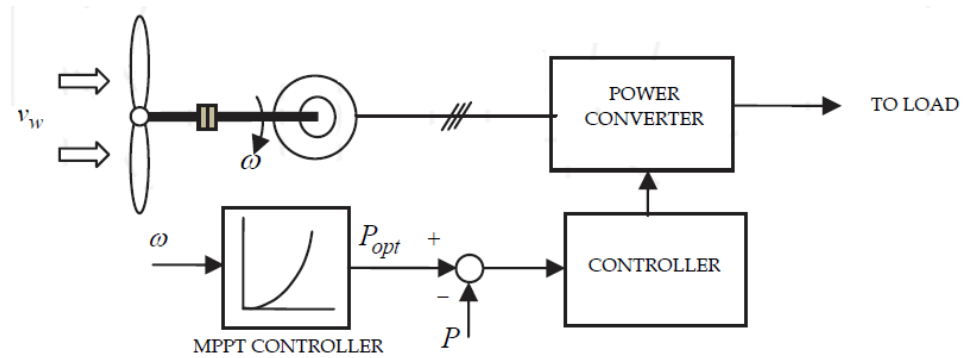 v_w
ω
POWER
CONVERTER
TO LOAD
ω
P_opt
+
−
P
MPPT CONTROLLER
CONTROLLER